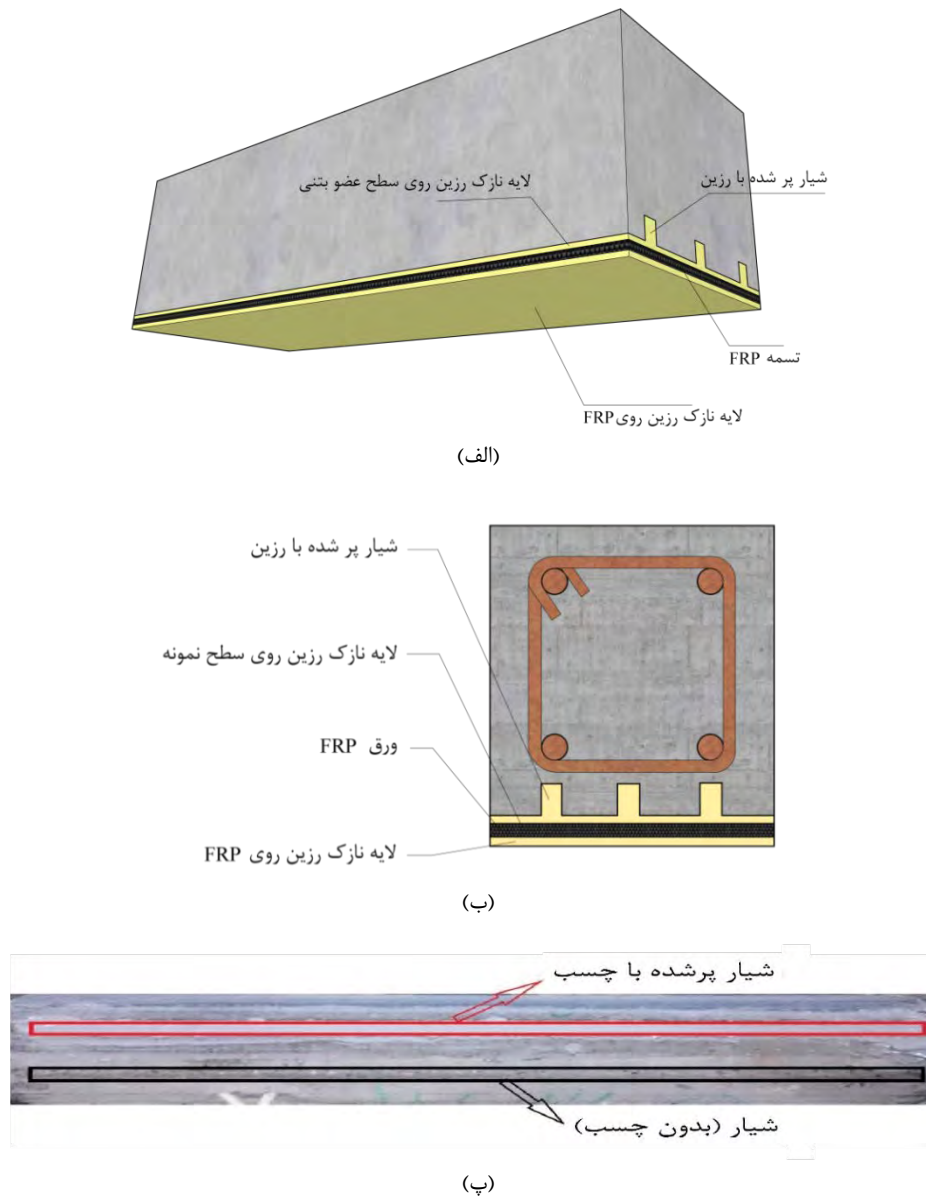 لایه نازک رزین روی سطح عضو بتنی
شیار پر شده با رزین
تسمه FRP
لایه نازک رزین روی FRP
(الف)
شیار پر شده با رزین
لایه نازک رزین روی سطح نمونه
ورق FRP
لایه نازک رزین روی FRP
(ب)
شیار پرشده با چسب
شیار (بدون چسب)
(پ)